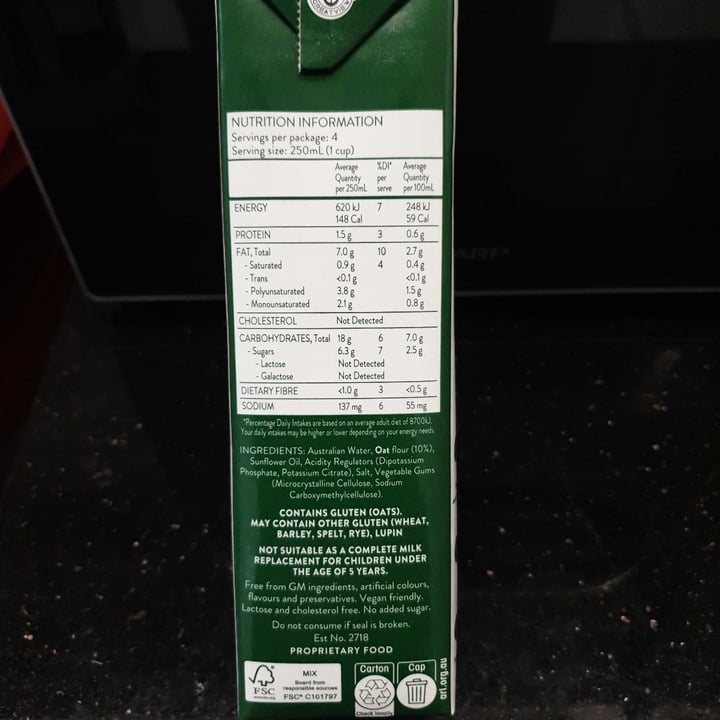 NUTRITION INFORMATION
Servings per package: 4
Serving size: 250mL (1 cup)
Average Quantity per 250mL %DI* per serve Average Quantity per 100mL
ENERGY 620 kJ 7 248 kJ
148 Cal 59 Cal
PROTEIN 1.5 g 3 0.6 g
FAT, Total 7.0 g 10 2.7 g
- Saturated 0.9 g 4 0.4 g
- Trans <0.1 g <0.1 g
- Polyunsaturated 3.8 g 1.5 g
- Monounsaturated 2.1 g 0.8 g
CHOLESTEROL Not Detected
CARBOHYDRATES, Total 18 g 6 7.0 g
- Sugars 6.3 g 7 2.5 g
- Lactose Not Detected
- Galactose Not Detected
DIETARY FIBRE <1.0 g 3 <0.5 g
SODIUM 137 mg 6 55 mg
*Percentage Daily Intakes are based on an average adult diet of 8700kJ.
Your daily intakes may be higher or lower depending on your energy needs.
INGREDIENTS: Australian Water, Oat flour (10%),
Sunflower Oil, Acidity Regulators (Dipotassium
Phosphate, Potassium Citrate), Salt, Vegetable Gums
(Microcrystalline Cellulose, Sodium
Carboxymethylcellulose).
CONTAINS GLUTEN (OATS).
MAY CONTAIN OTHER GLUTEN (WHEAT,
BARLEY, SPELT, RYE), LUPIN
NOT SUITABLE AS A COMPLETE MILK
REPLACEMENT FOR CHILDREN UNDER
THE AGE OF 5 YEARS.
Free from GM ingredients, artificial colours,
flavours and preservatives. Vegan friendly.
Lactose and cholesterol free. No added sugar.
Do not consume if seal is broken.
Est No. 2718
PROPRIETARY FOOD
FSC
MIX
Board from
responsible sources
FSC® C101797
Carton
Check locally
Cap
arl.org.au